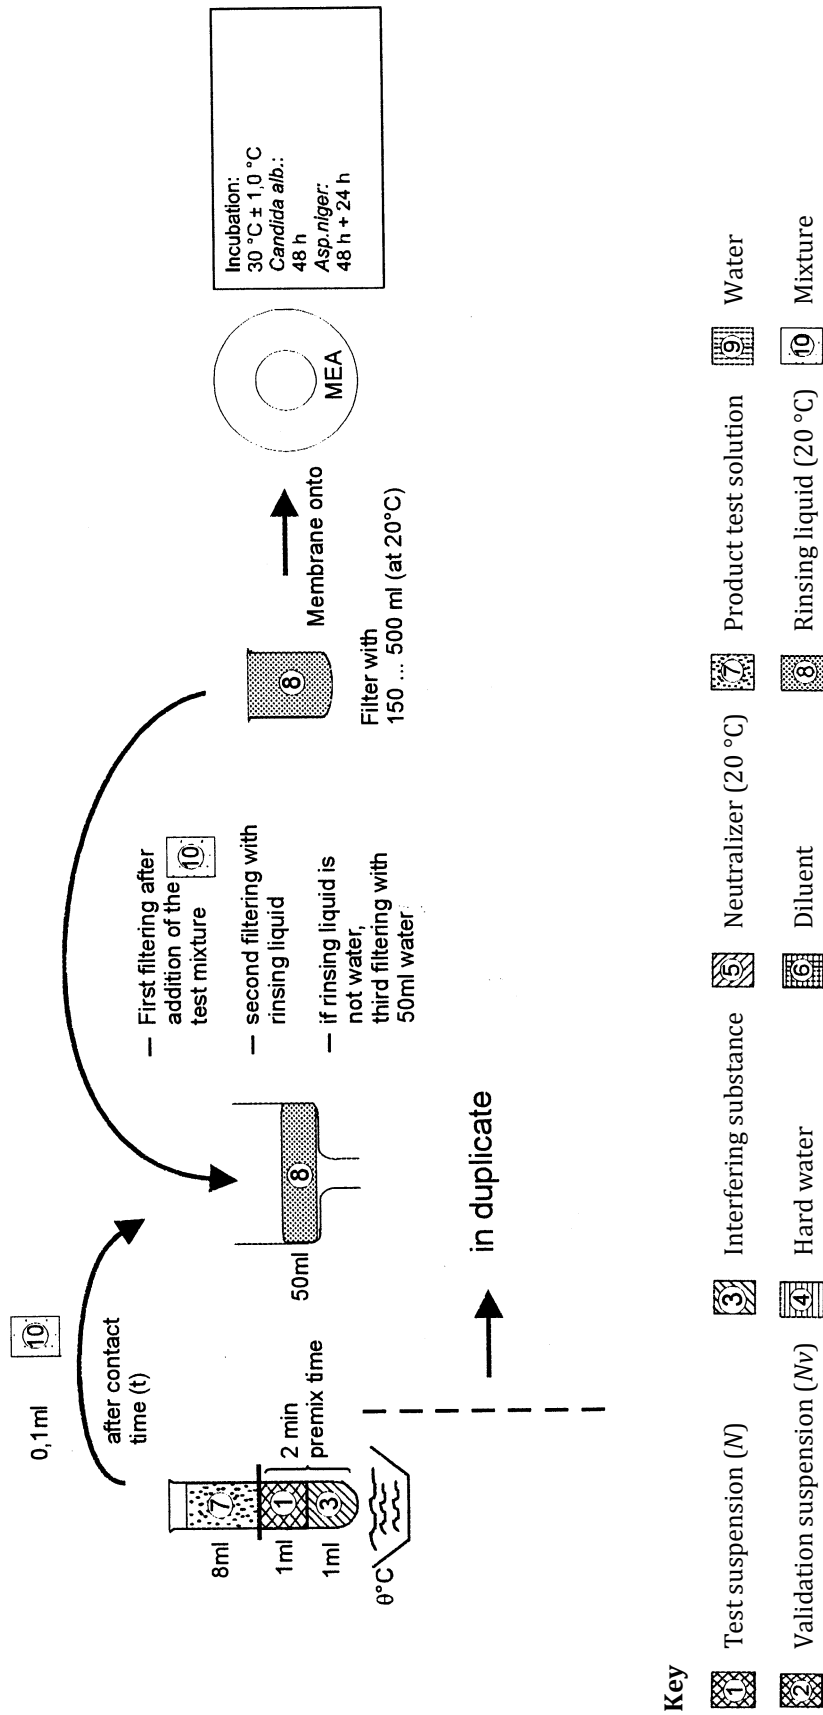 0,1ml
10
after contact
time (t)
8ml
7
1ml
1
1ml
3
2 min
premix time
θ°C
50ml
8
in duplicate
— First filtering after
addition of the
test mixture
10
— second filtering with
rinsing liquid
— if rinsing liquid is
not water,
third filtering with
50ml water
8
Filter with
150 ... 500 ml (at 20°C)
Membrane onto
MEA
Incubation:
30 °C ± 1,0 °C
Candida alb.:
48 h
Asp.niger:
48 h + 24 h
Key
1 Test suspension (N)
3 Interfering substance
5 Neutralizer (20 °C)
7 Product test solution
9 Water
2 Validation suspension (Nv)
4 Hard water
6 Diluent
8 Rinsing liquid (20 °C)
10 Mixture